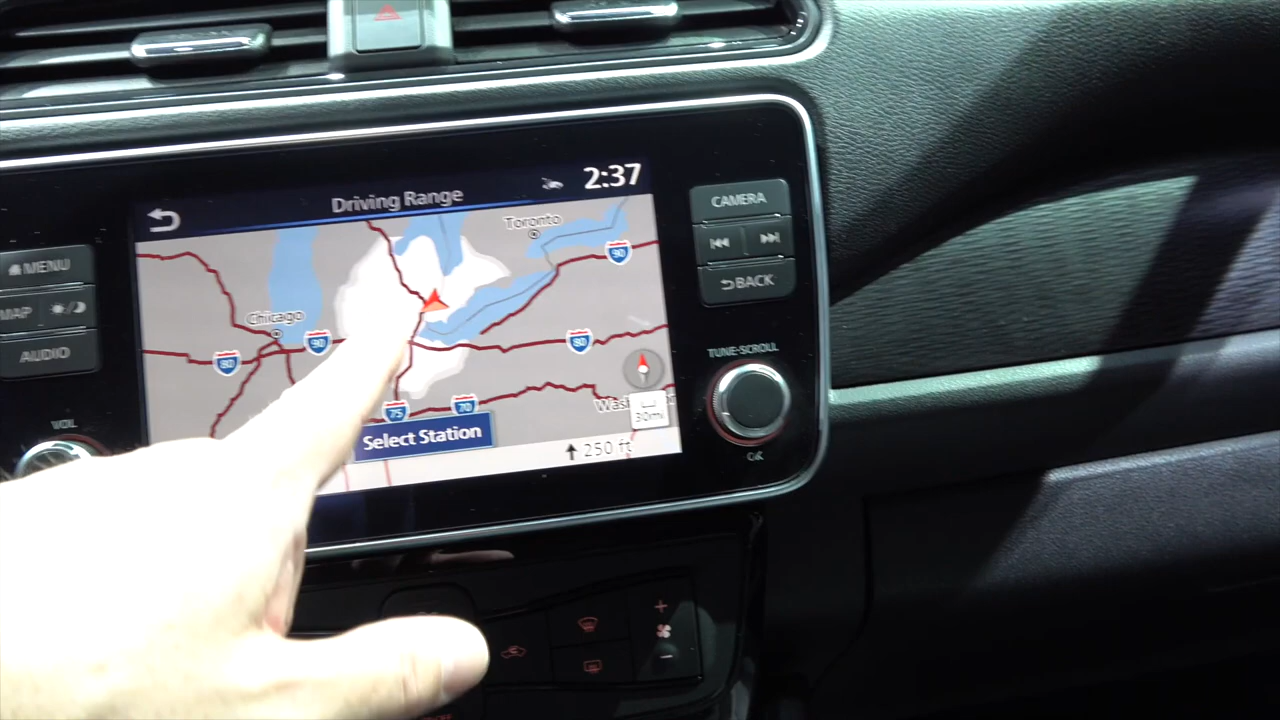 Driving Range
2:37
Toronto
90
Chicago
90
80
80
75
70
30mi
Select Station
250 ft
MENU
MAP
AUDIO
VOL
CAMERA
BACK
TUNE·SCROLL
OK